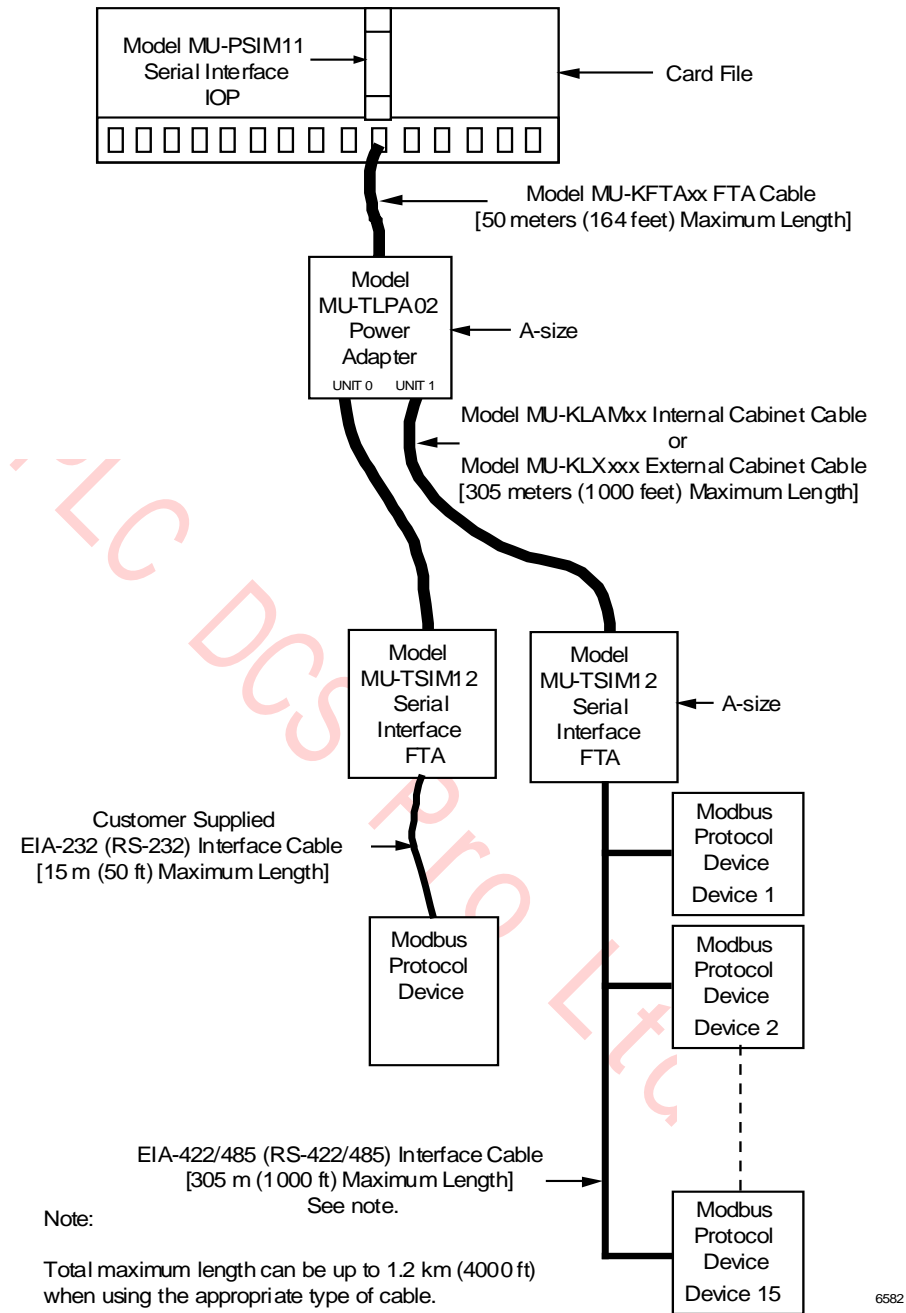 Model MU-PSIM11
Serial Interface
IOP
Card File
Model MU-KFTAxx FTA Cable
[50 meters (164 feet) Maximum Length]
Model
MU-TLPA02
Power
Adapter
UNIT 0 UNIT 1
A-size
Model MU-KLAMxx Internal Cabinet Cable
or
Model MU-KLXxxx External Cabinet Cable
[305 meters (1000 feet) Maximum Length]
Model
MU-TSIM12
Serial
Interface
FTA
Model
MU-TSIM12
Serial
Interface
FTA
A-size
Customer Supplied
EIA-232 (RS-232) Interface Cable
[15 m (50 ft) Maximum Length]
Modbus
Protocol
Device
Modbus
Protocol
Device
Device 1
Modbus
Protocol
Device
Device 2
EIA-422/485 (RS-422/485) Interface Cable
[305 m (1000 ft) Maximum Length]
See note.
Modbus
Protocol
Device
Device 15
Note:
Total maximum length can be up to 1.2 km (4000 ft)
when using the appropriate type of cable.
6582
PLC DCS Pro Ltd